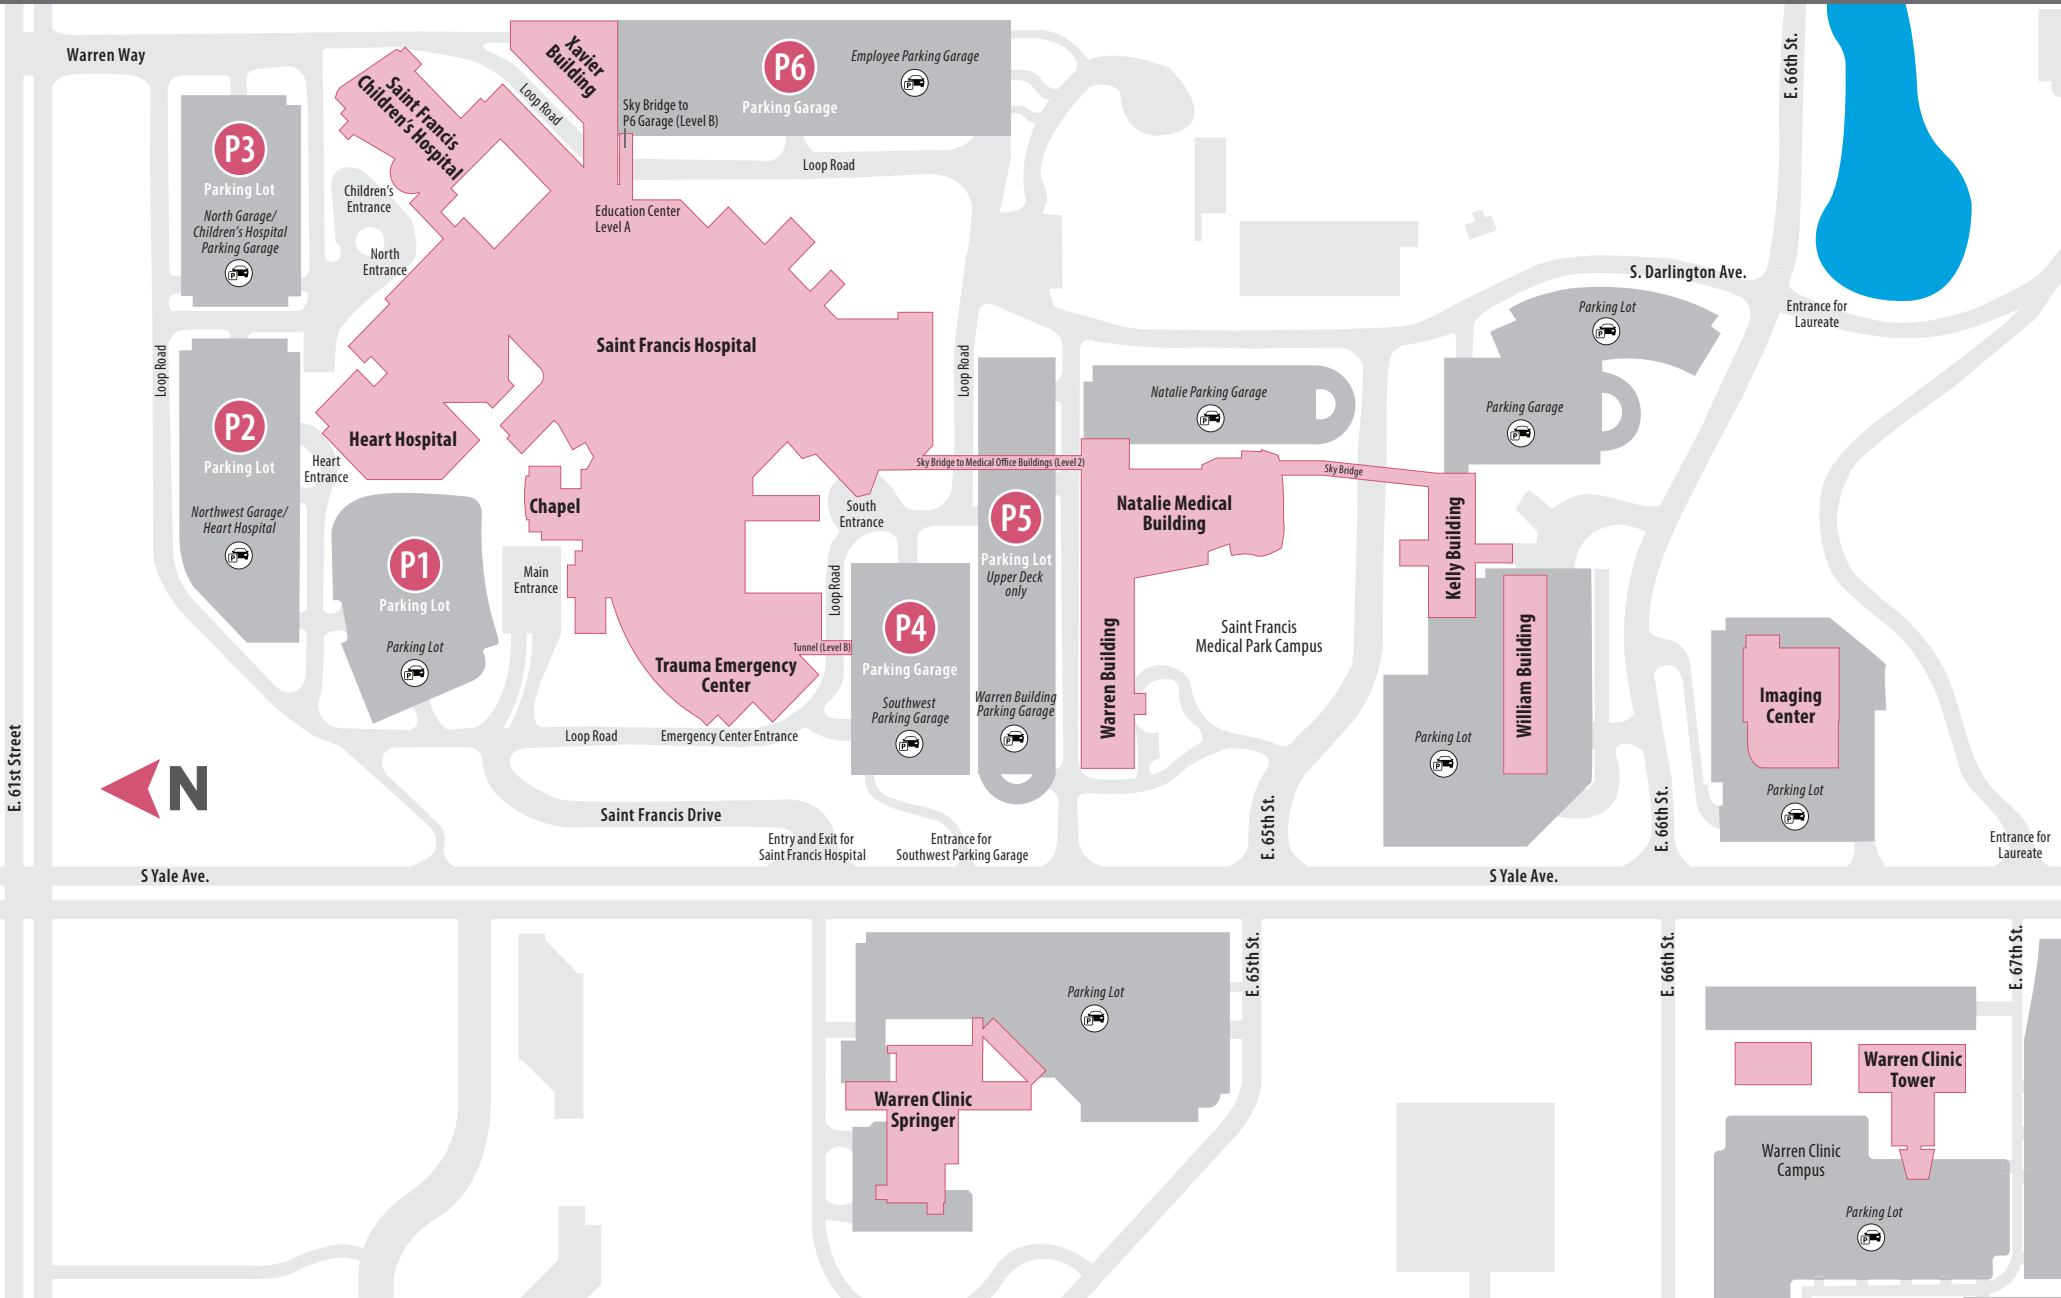 Warren Way
Xavier
Building
P6
Parking Garage
Employee Parking Garage
E. 66th St.
Saint Francis
Children's Hospital
Loop Road
Sky Bridge to
P6 Garage (Level B)
Loop Road
P3
Parking Lot
North Garage/
Children's Hospital
Parking Garage
P
Children's
Entrance
North
Entrance
Education Center
Level A
S. Darlington Ave.
Entrance for
Laureate
Parking Lot
P
Saint Francis Hospital
Loop Road
Loop Road
Natalie Parking Garage
P
Parking Garage
P
P2
Parking Lot
Northwest Garage/
Heart Hospital
P
Heart Hospital
Heart
Entrance
Sky Bridge to Medical Office Buildings (Level 2)
Sky Bridge
Chapel
South
Entrance
P5
Parking Lot
Upper Deck
only
Warren Building
Parking Garage
P
Natalie Medical
Building
Kelly Building
P1
Parking Lot
Parking Lot
P
Main
Entrance
Loop Road
P4
Parking Garage
Southwest
Parking Garage
P
Tunnel (Level B)
Trauma Emergency
Center
Warren Building
Saint Francis
Medical Park Campus
William Building
Parking Lot
P
Imaging
Center
Parking Lot
P
Loop Road
Emergency Center Entrance
E. 61st Street
N
Saint Francis Drive
Entry and Exit for
Saint Francis Hospital
Entrance for
Southwest Parking Garage
E. 65th St.
E. 66th St.
Entrance for
Laureate
S Yale Ave.
S Yale Ave.
E. 65th St.
E. 66th St.
E. 67th St.
Parking Lot
P
Warren Clinic
Springer
Warren Clinic
Tower
Warren Clinic
Campus
Parking Lot
P